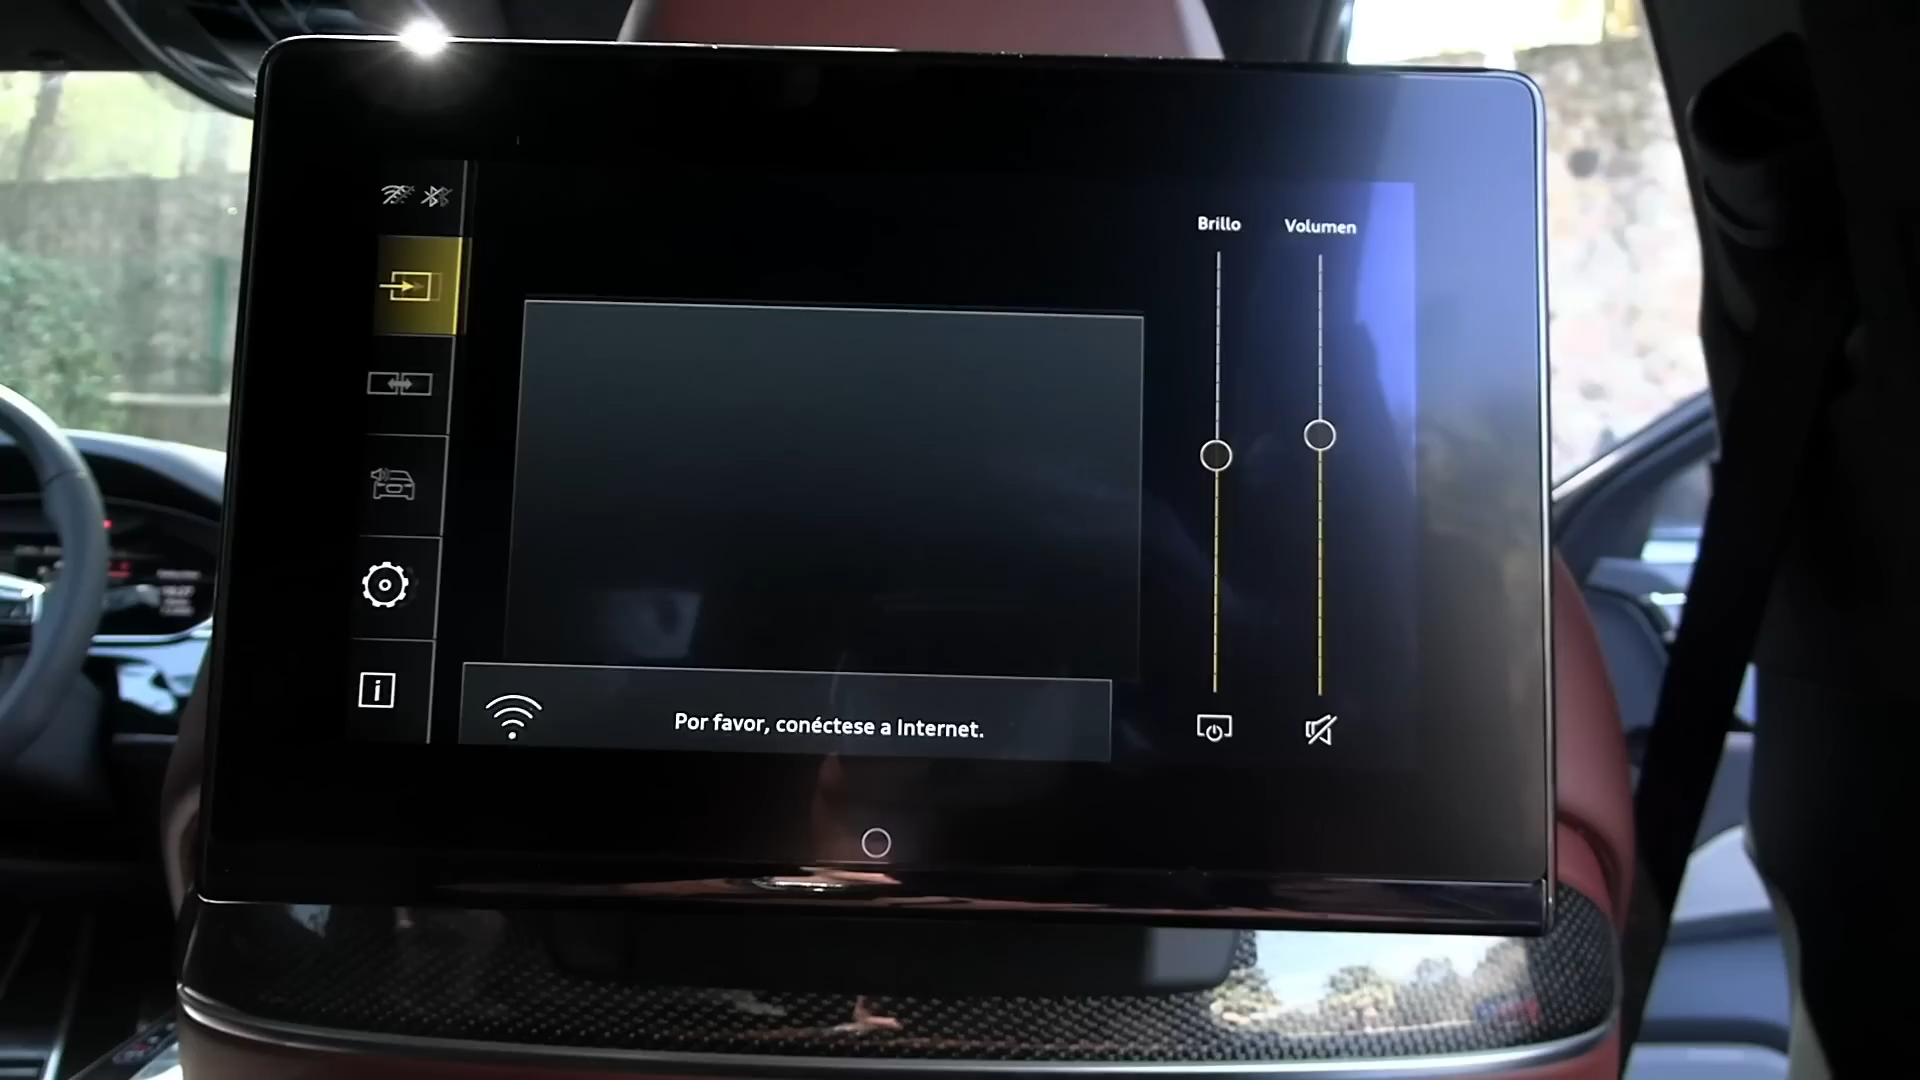 Brillo
Volumen
Por favor, conéctese a Internet.